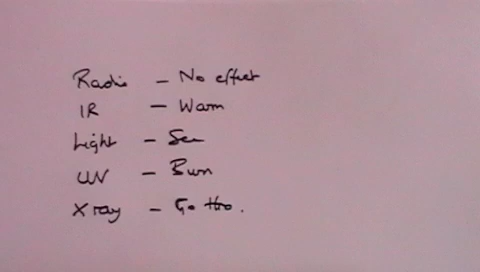 Radio - No effect
IR - Warm
Light - See
UV - Burn
X ray - Go thro.